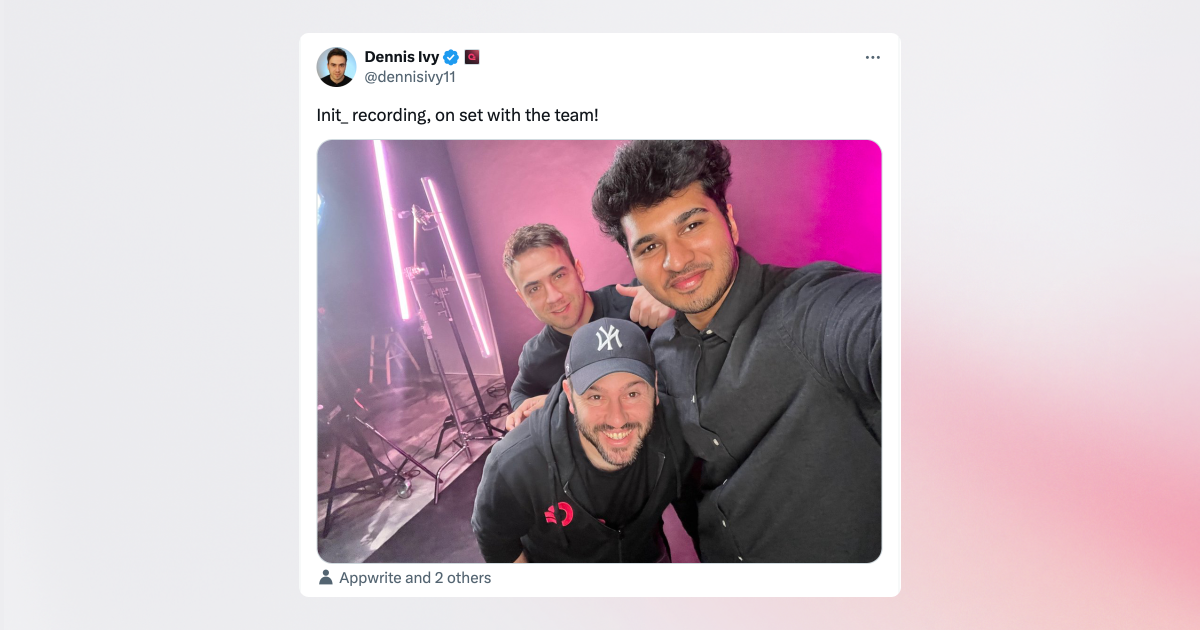 Dennis Ivy
@dennisivy11
Init_ recording, on set with the team!
NY
Appwrite and 2 others